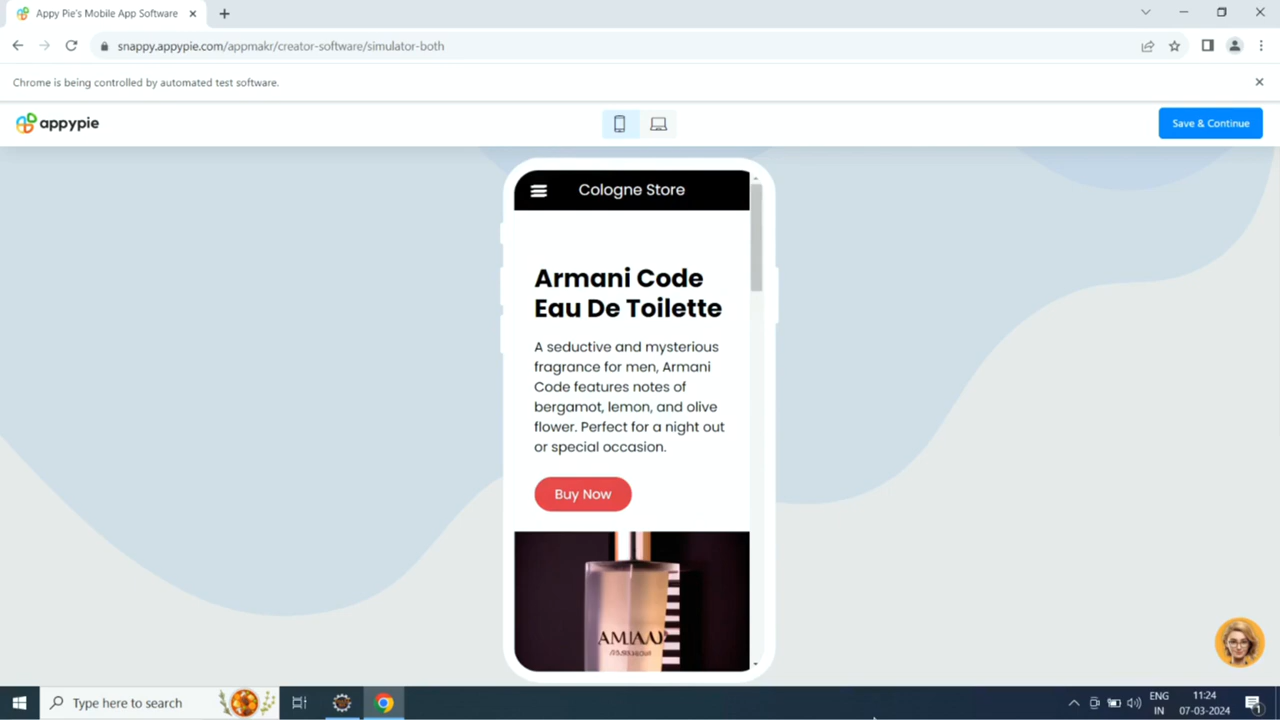 Appy Pie's Mobile App Software
snappy.appypie.com/appmakr/creator-software/simulator-both
Chrome is being controlled by automated test software.
appypie
Save & Continue
Cologne Store
Armani Code
Eau De Toilette
A seductive and mysterious
fragrance for men, Armani
Code features notes of
bergamot, lemon, and olive
flower. Perfect for a night out
or special occasion.
Buy Now
Type here to search
ENG
IN
11:24
07-03-2024
1